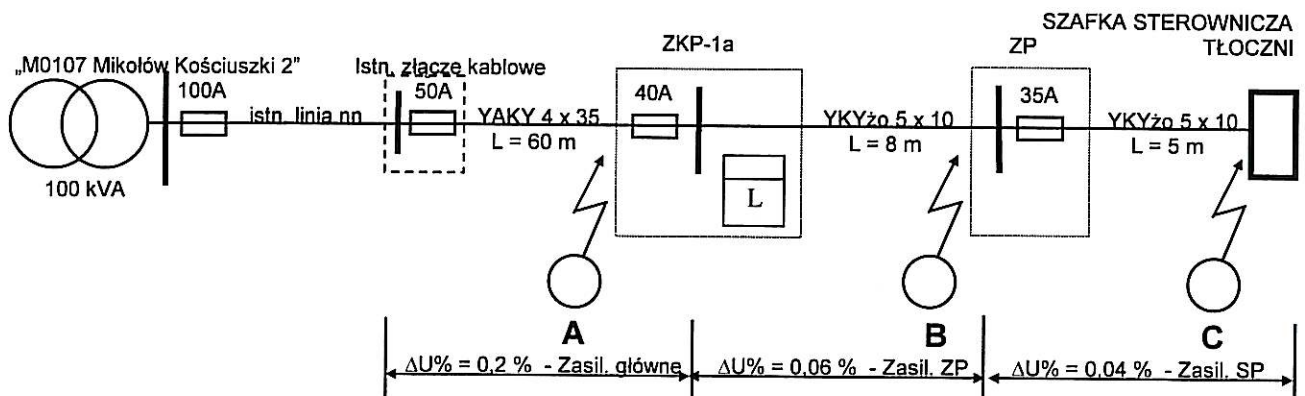 SZAFKA STEROWNICZA
TŁOCZNI
ZKP-1a
ZP
„M0107 Mikołów Kościuszki 2"
Istn. złącze kablowe
100A
50A
40A
35A
istn. linia nn
YAKY 4 x 35
L = 60 m
YKYżo 5 x 10
L = 8 m
YKYżo 5 x 10
L = 5 m
100 kVA
L
A
B
C
ΔU% = 0,2 % - Zasil. główne
ΔU% = 0,06 % - Zasil. ZP
ΔU% = 0,04 % - Zasil. SP